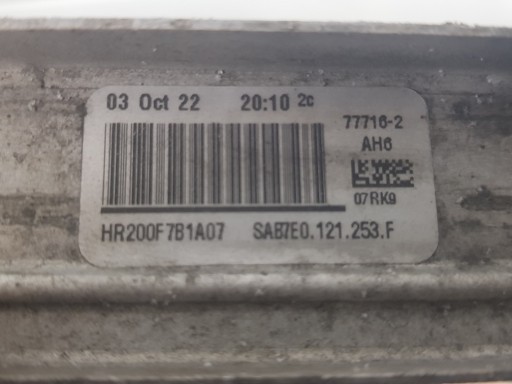 03 Oct 22 20:10 2c
77716-2
AH6
07RK9
HR200F7B1A07 SAB7E0.121.253.F